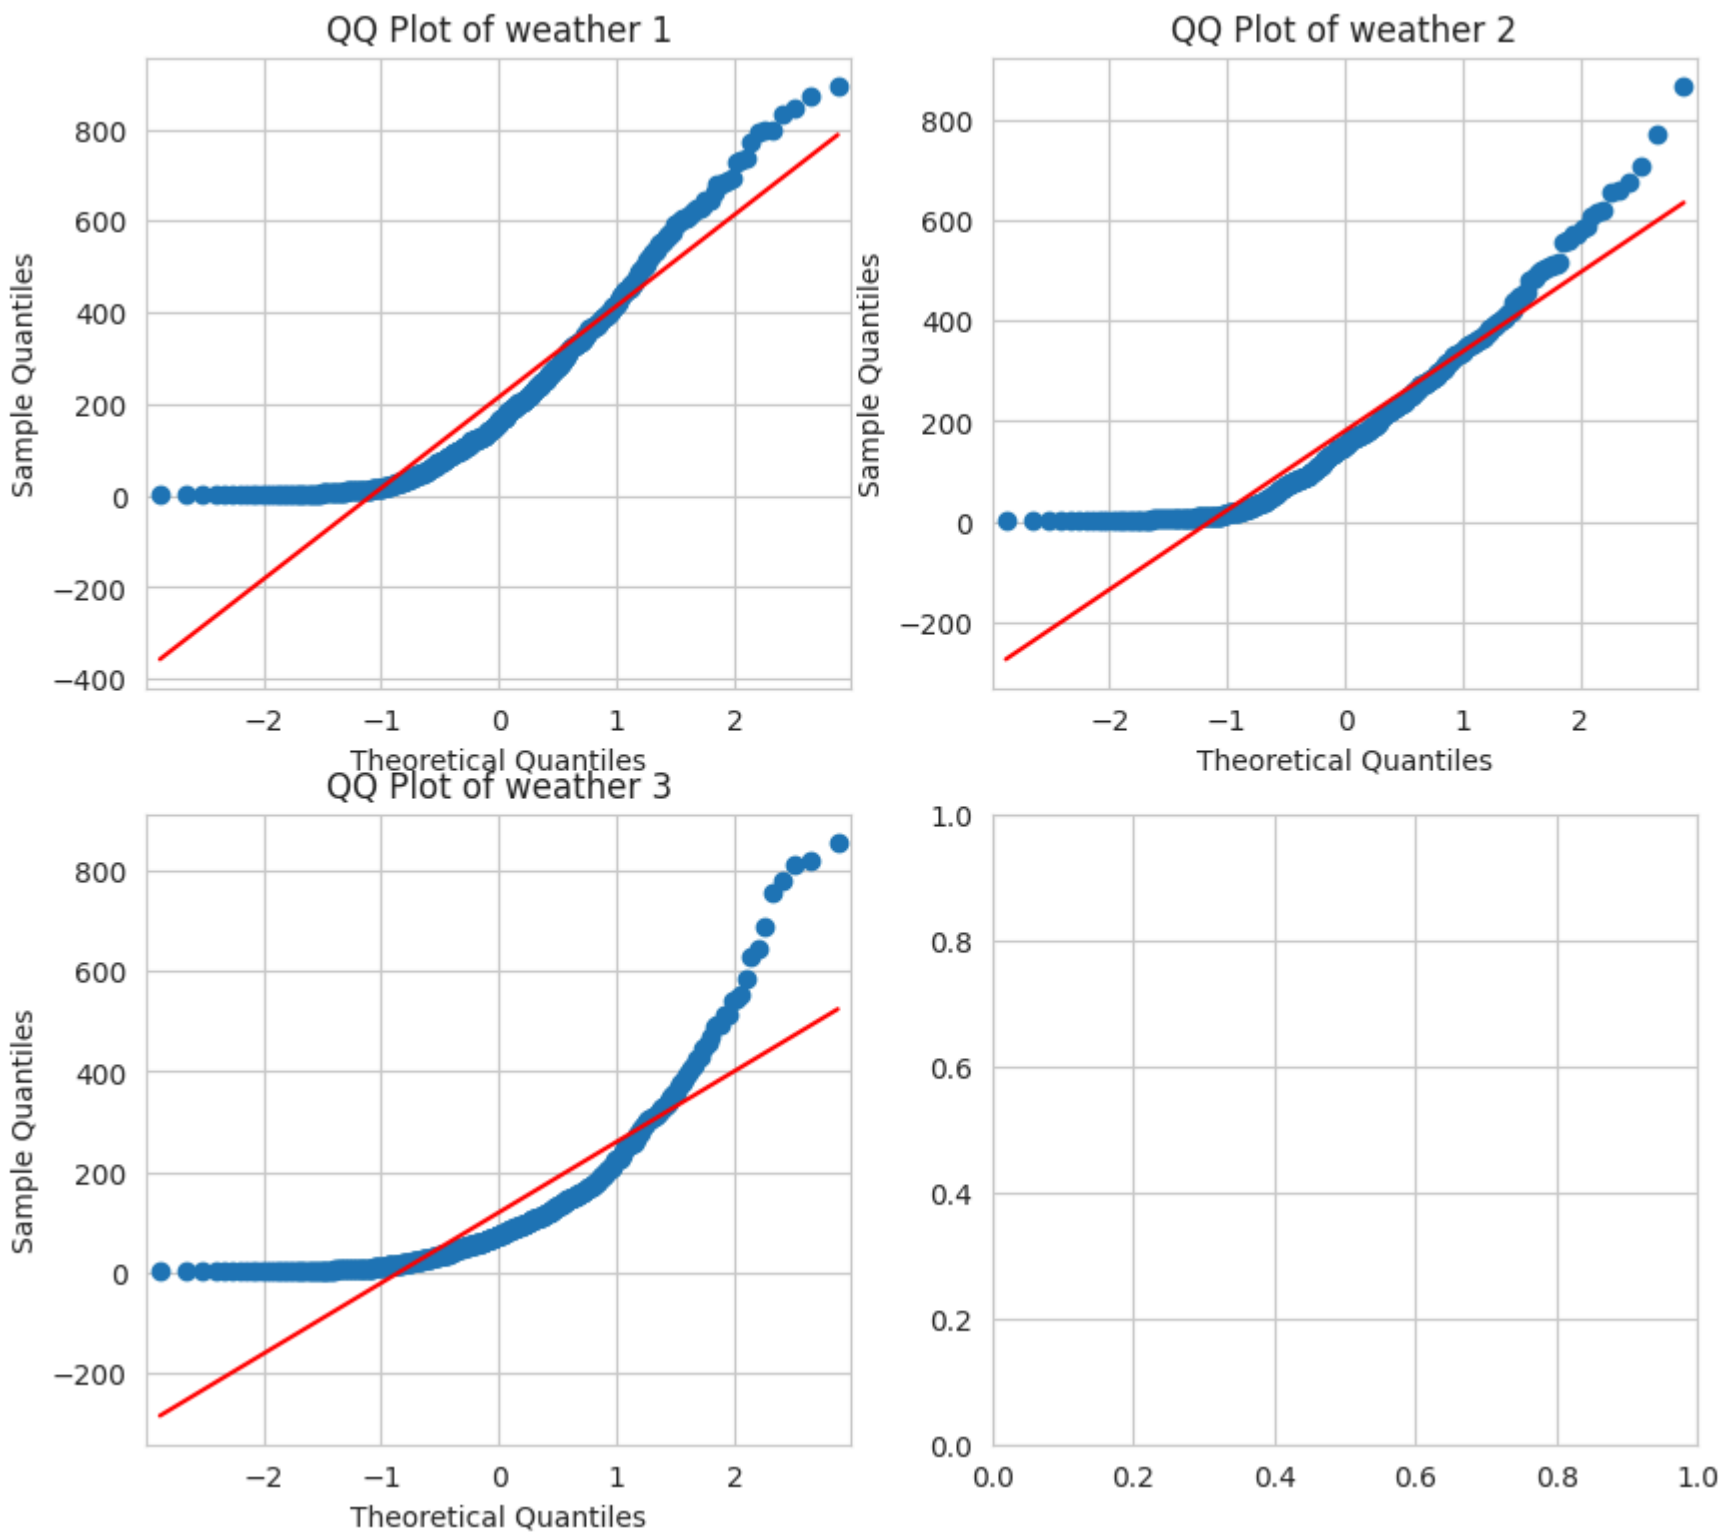 QQ Plot of weather 1
800
600
400
200
0
−200
−400
−2 −1 0 1 2
Sample Quantiles
Theoretical Quantiles
QQ Plot of weather 2
800
600
400
200
0
−200
−2 −1 0 1 2
Sample Quantiles
Theoretical Quantiles
QQ Plot of weather 3
800
600
400
200
0
−200
−2 −1 0 1 2
Sample Quantiles
Theoretical Quantiles
1.0
0.8
0.6
0.4
0.2
0.0
0.0 0.2 0.4 0.6 0.8 1.0